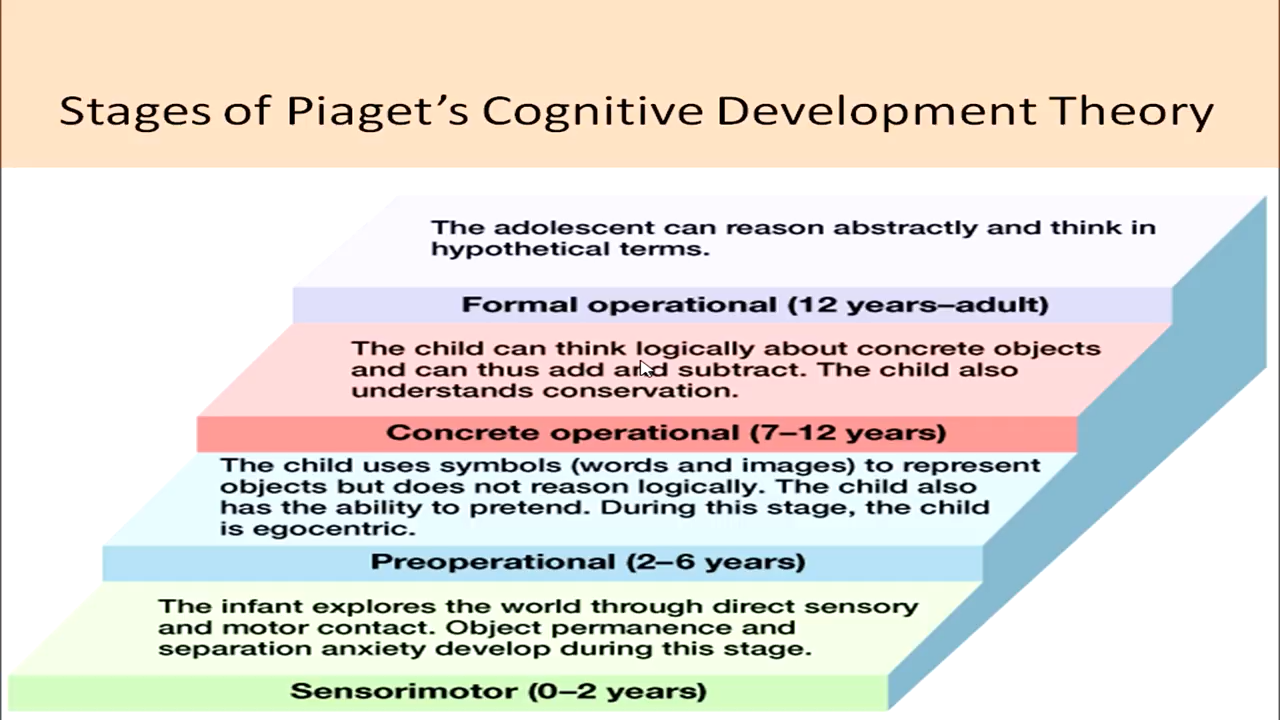 Stages of Piaget’s Cognitive Development Theory
The adolescent can reason abstractly and think in
hypothetical terms.
Formal operational (12 years–adult)
The child can think logically about concrete objects
and can thus add and subtract. The child also
understands conservation.
Concrete operational (7–12 years)
The child uses symbols (words and images) to represent
objects but does not reason logically. The child also
has the ability to pretend. During this stage, the child
is egocentric.
Preoperational (2–6 years)
The infant explores the world through direct sensory
and motor contact. Object permanence and
separation anxiety develop during this stage.
Sensorimotor (0–2 years)